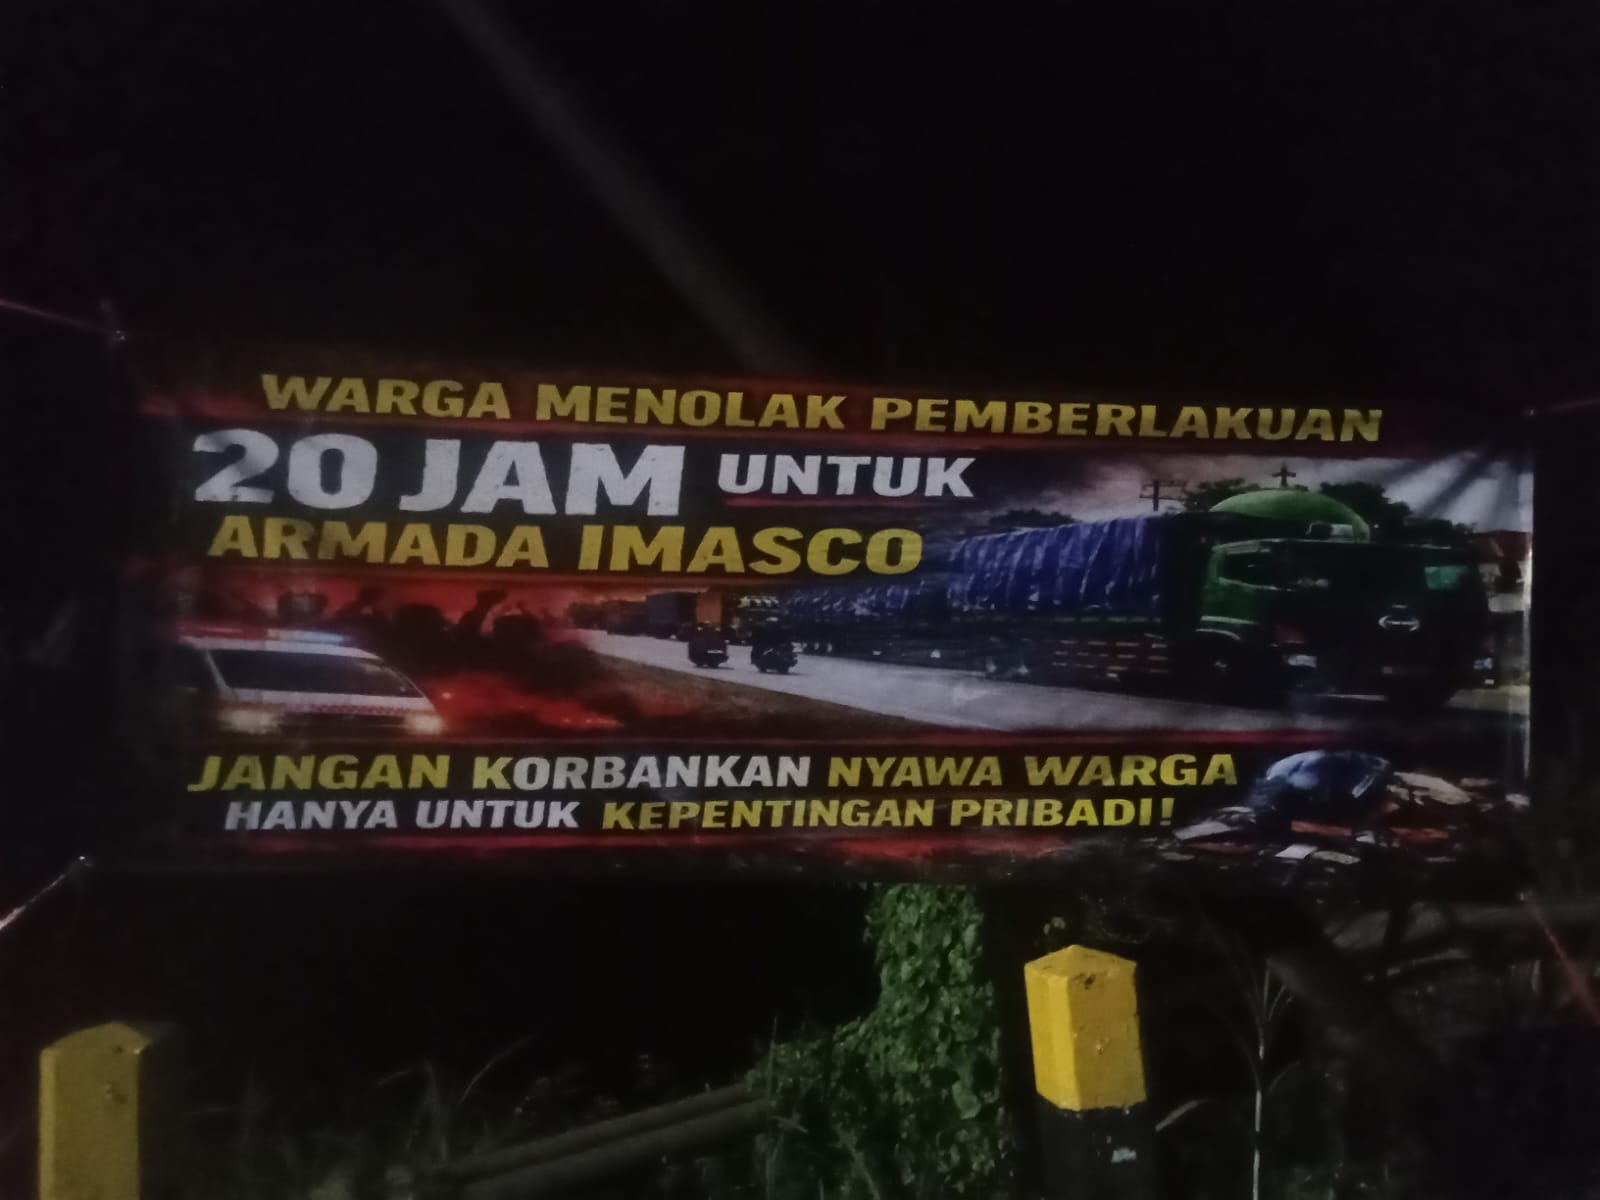 WARGA MENOLAK PEMBERLAKUAN
20 JAM UNTUK
ARMADA IMASCO
JANGAN KORBANKAN NYAWA WARGA
HANYA UNTUK KEPENTINGAN PRIBADI!